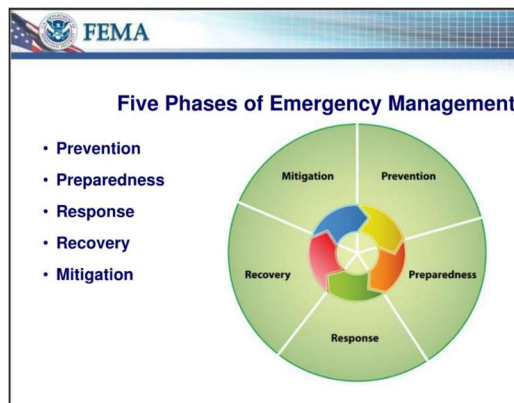 FEMA
Five Phases of Emergency Management
• Prevention
• Preparedness
• Response
• Recovery
• Mitigation
Mitigation
Prevention
Recovery
Preparedness
Response